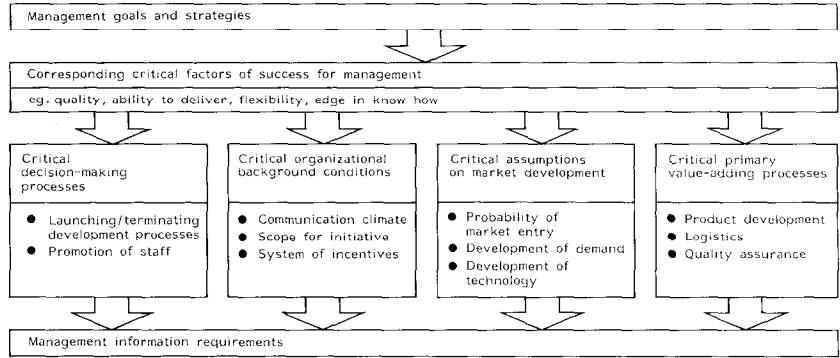 Management goals and strategies
Corresponding critical factors of success for management
eg. quality, ability to deliver, flexibility, edge in know how
Critical
decision-making
processes
● Launching/terminating
development processes
● Promotion of staff
Critical organizational
background conditions
● Communication climate
● Scope for initiative
● System of incentives
Critical assumptions
on market development
● Probability of
market entry
● Development of demand
● Development of
technology
Critical primary
value-adding processes
● Product development
● Logistics
● Quality assurance
Management information requirements